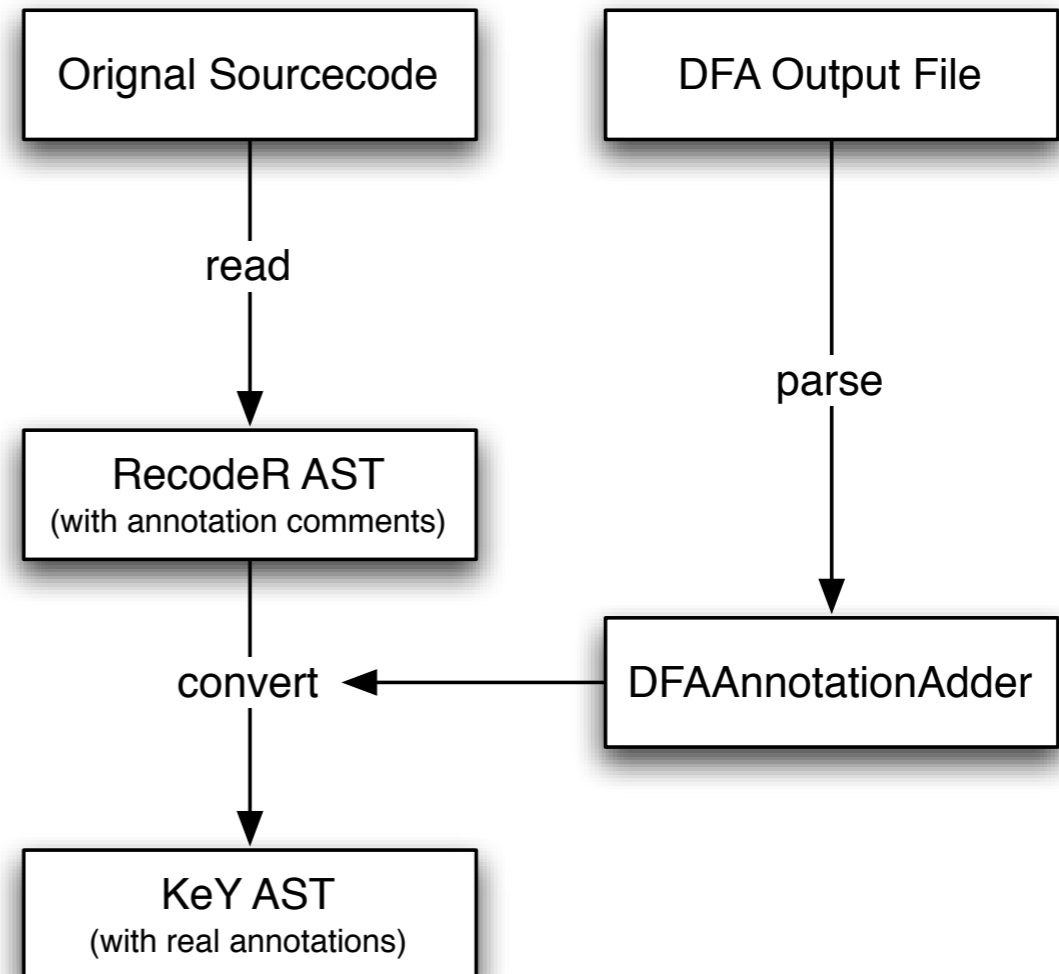 Orignal Sourcecode
DFA Output File
read
parse
RecodeR AST
(with annotation comments)
convert
DFAAnnotationAdder
KeY AST
(with real annotations)